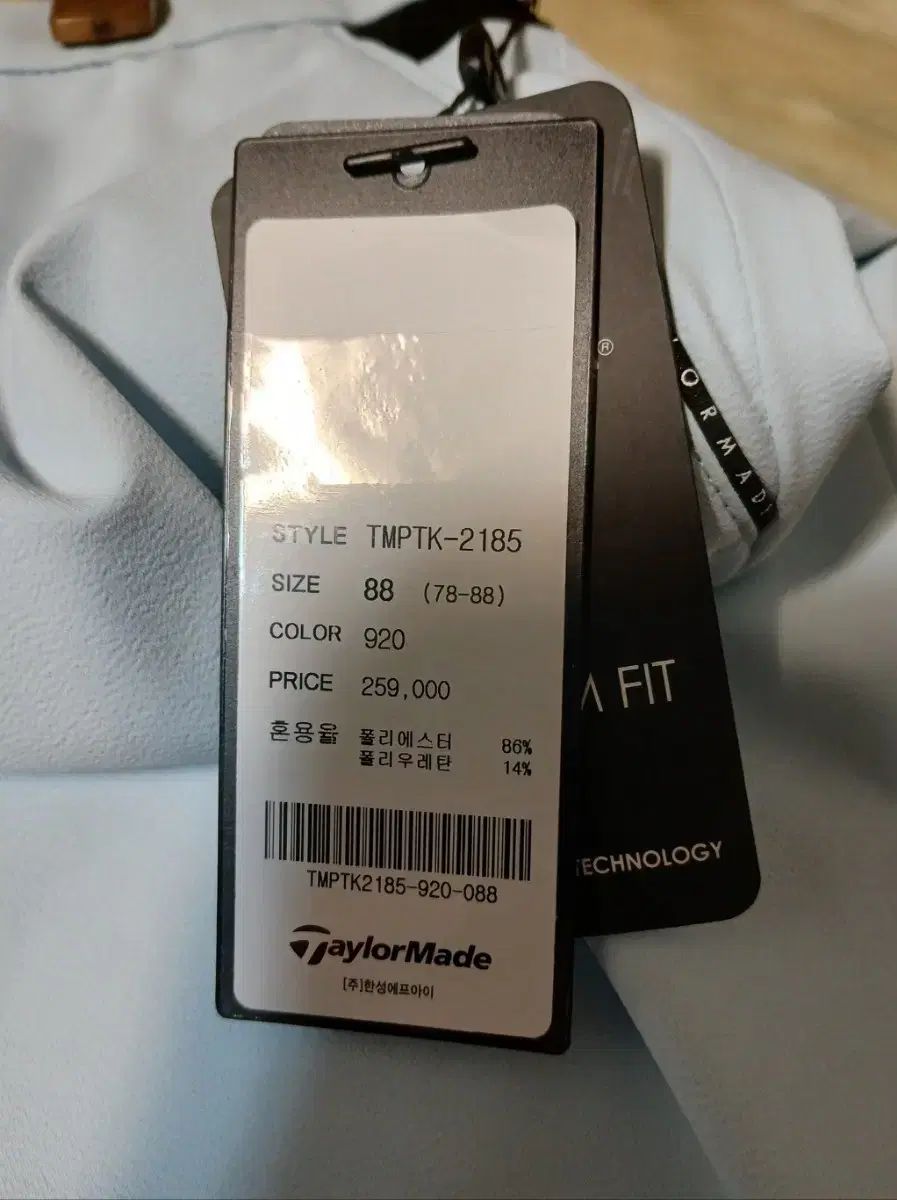 STYLE TMPTK-2185
SIZE 88 (78-88)
COLOR 920
PRICE 259,000
혼용율 폴리에스터 86%
폴리우레탄 14%
TMPTK2185-920-088
TaylorMade
[주]한성에프아이
®
ORMADE
FIT
TECHNOLOGY